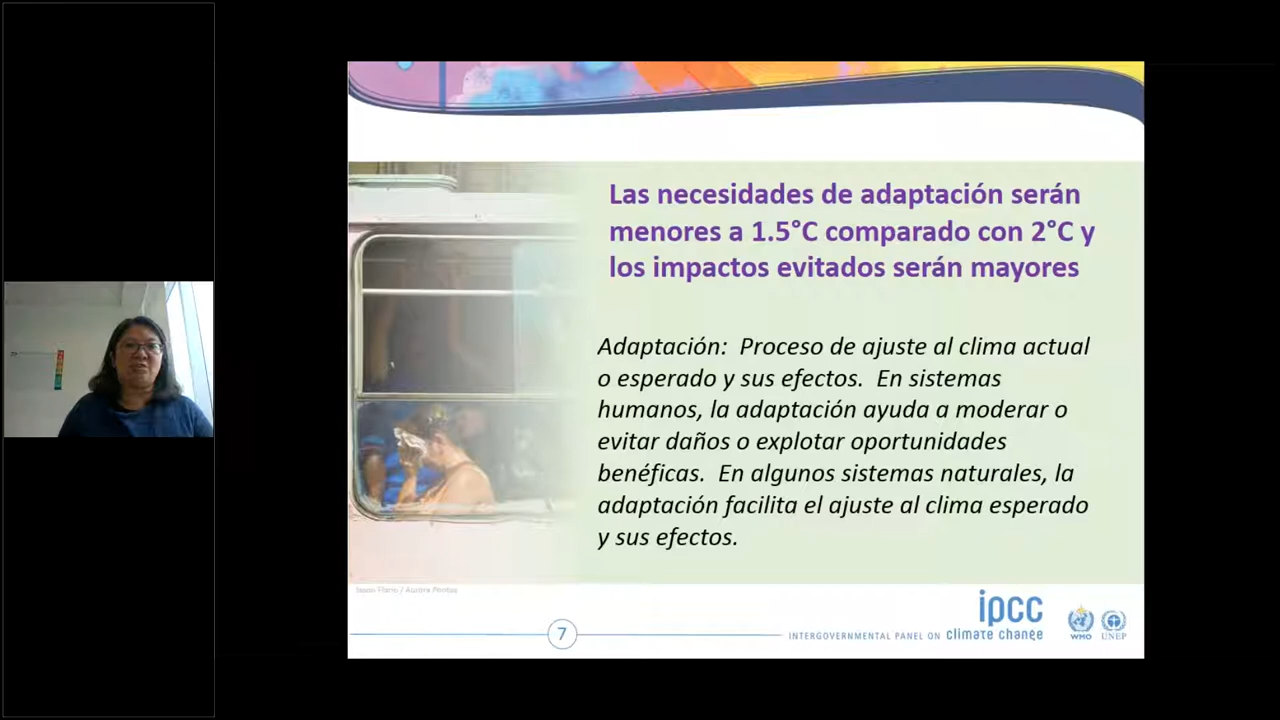 Las necesidades de adaptación serán
menores a 1.5°C comparado con 2°C y
los impactos evitados serán mayores
Adaptación: Proceso de ajuste al clima actual
o esperado y sus efectos. En sistemas
humanos, la adaptación ayuda a moderar o
evitar daños o explotar oportunidades
benéficas. En algunos sistemas naturales, la
adaptación facilita el ajuste al clima esperado
y sus efectos.
7
ipcc
INTERGOVERNMENTAL PANEL ON climate change
WMO
UNEP